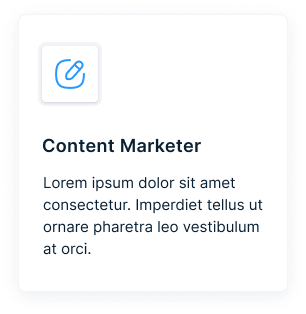 Content Marketer
Lorem ipsum dolor sit amet
consectetur. Imperdiet tellus ut
ornare pharetra leo vestibulum
at orci.